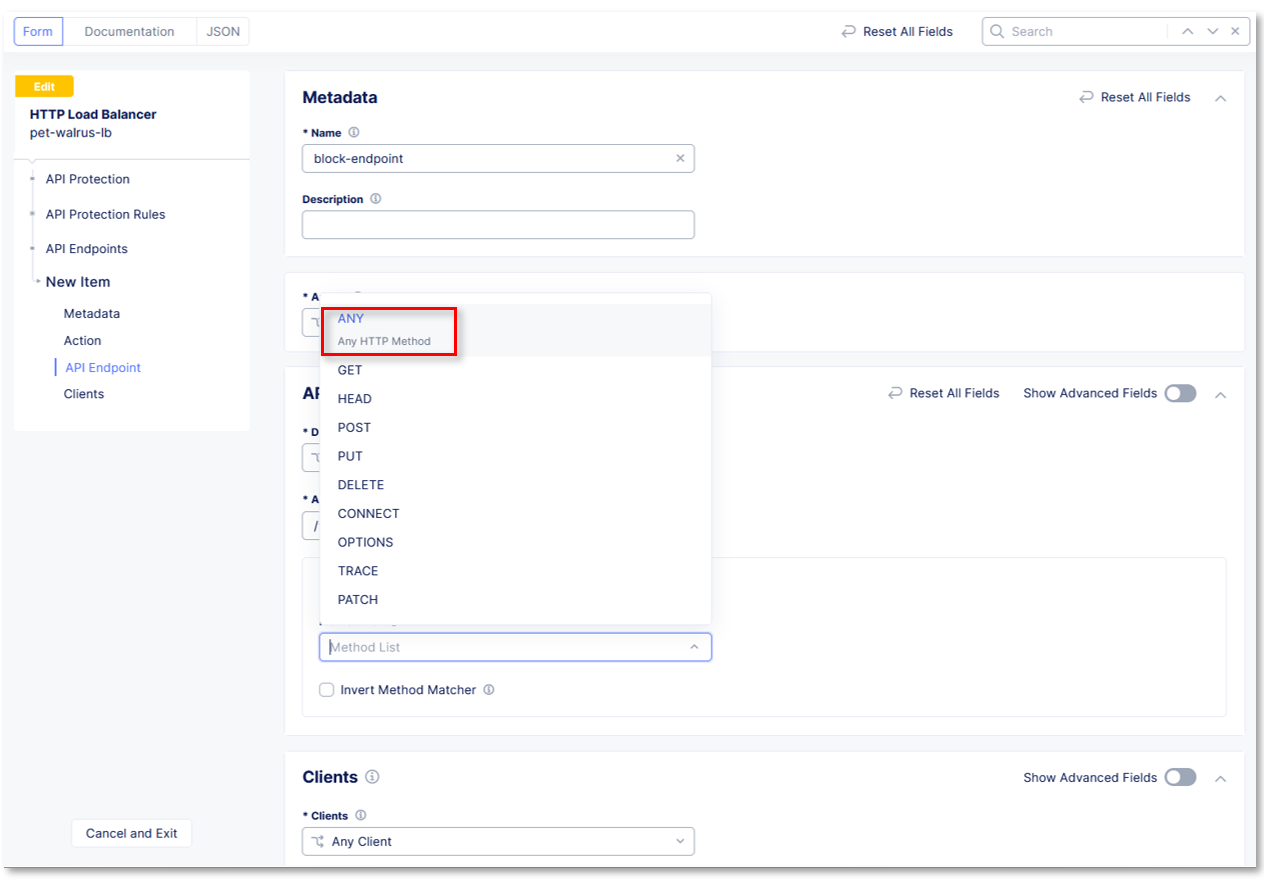 Form Documentation JSON Reset All Fields Search
Edit
HTTP Load Balancer
pet-walrus-lb
API Protection
API Protection Rules
API Endpoints
New Item
Metadata
Action
API Endpoint
Clients
Cancel and Exit
Metadata Reset All Fields
* Name
block-endpoint
Description
* A
ANY
Any HTTP Method
GET
HEAD
POST
PUT
DELETE
CONNECT
OPTIONS
TRACE
PATCH
Reset All Fields Show Advanced Fields
* D
* A
/
Method List
Invert Method Matcher
Clients Show Advanced Fields
* Clients
Any Client